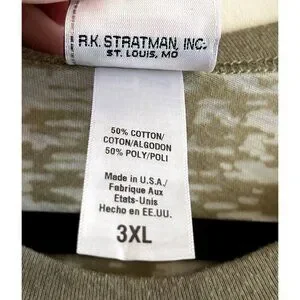 R.K. STRATMAN, INC.
ST. LOUIS, MO
50% COTTON/
COTON/ALGODON
50% POLY/POLI
Made in U.S.A./
Fabrique Aux
Etats-Unis
Hecho en EE.UU.
3XL